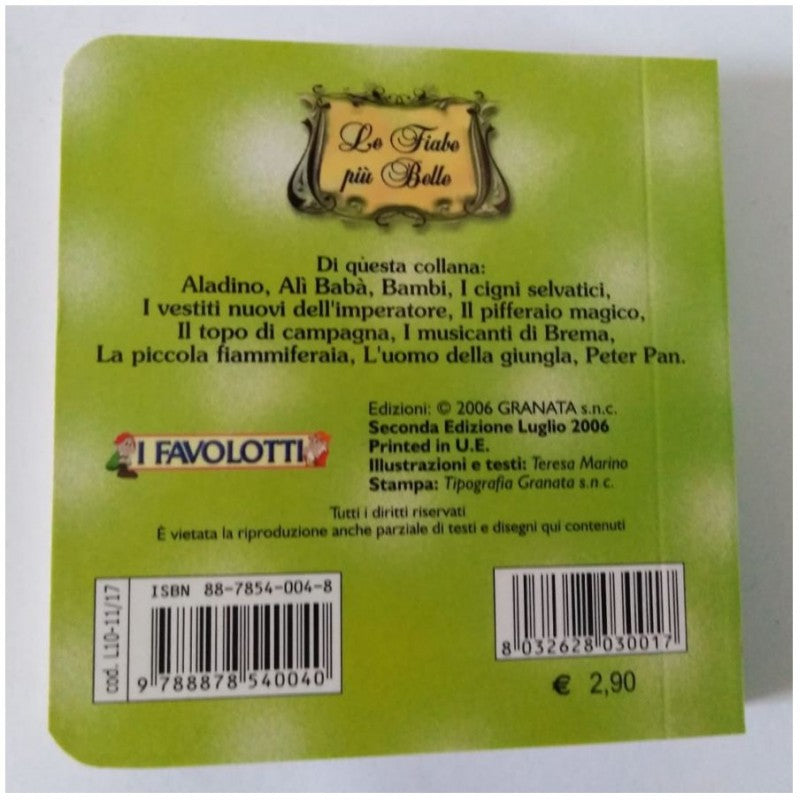 Le Fiabe
più Belle
Di questa collana:
Aladino, Alì Babà, Bambi, I cigni selvatici,
I vestiti nuovi dell'imperatore, Il pifferaio magico,
Il topo di campagna, I musicanti di Brema,
La piccola fiammiferaia, L'uomo della giungla, Peter Pan.
I FAVOLOTTI
Edizioni: © 2006 GRANATA s.n.c.
Seconda Edizione Luglio 2006
Printed in U.E.
Illustrazioni e testi: Teresa Marino
Stampa: Tipografia Granata s.n.c.
Tutti i diritti riservati
È vietata la riproduzione anche parziale di testi e disegni qui contenuti
cod. L10-11/17
ISBN 88-7854-004-8
9 788878 540040
8 032628 030017
€ 2,90